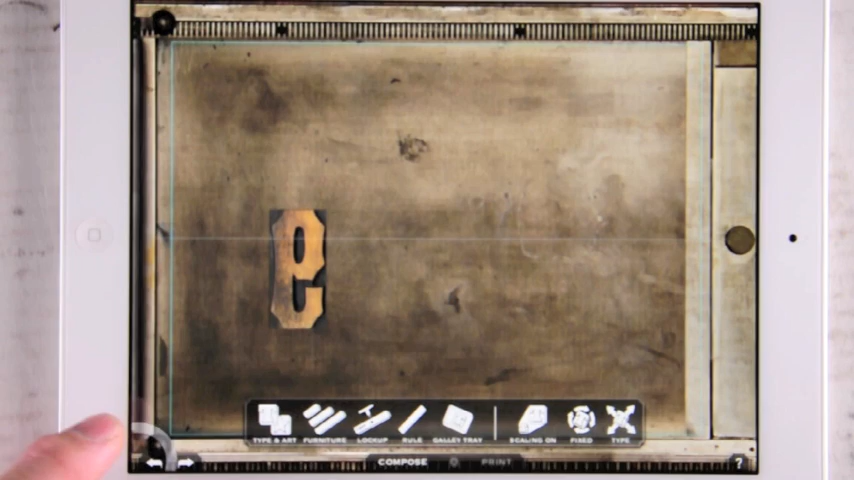 TYPE & ART FURNITURE LOCKUP RULE GALLEY TRAY SCALING ON FIXED TYPE
COMPOSE PRINT ?